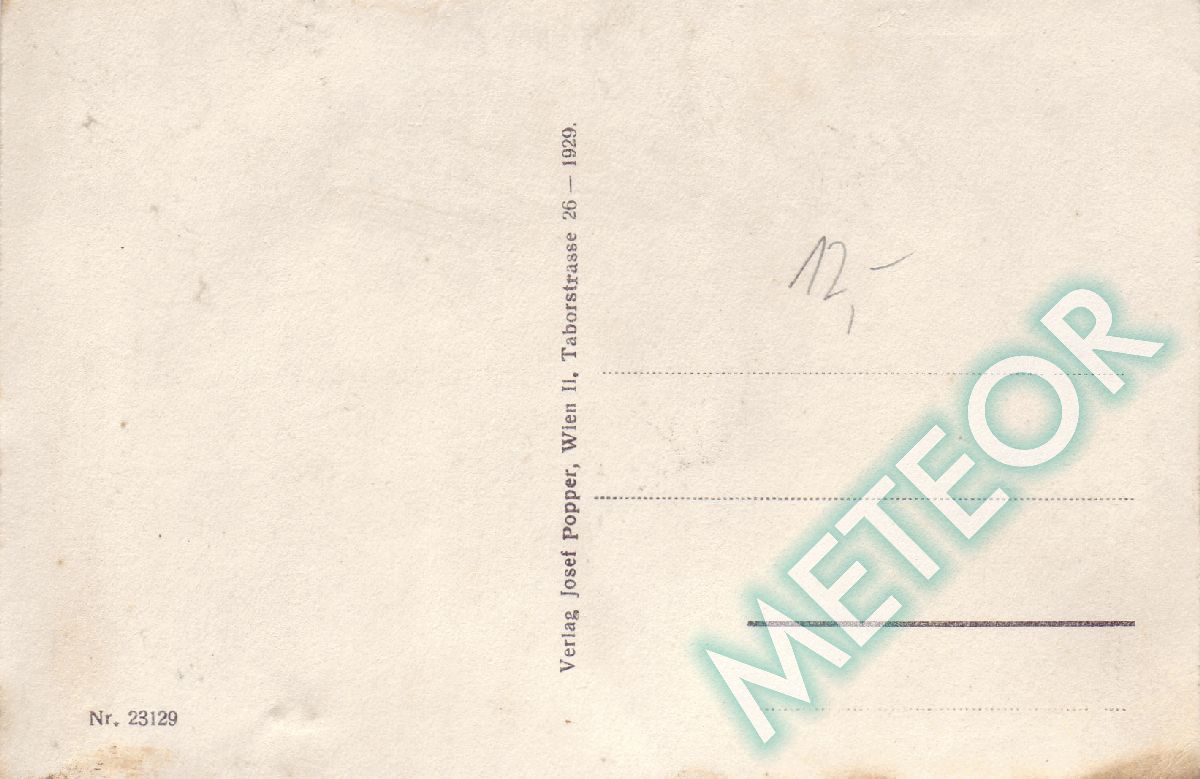 Verlag Josef Popper, Wien II. Taborstrasse 26 — 1929.
12,-
METEOR
Nr. 23129